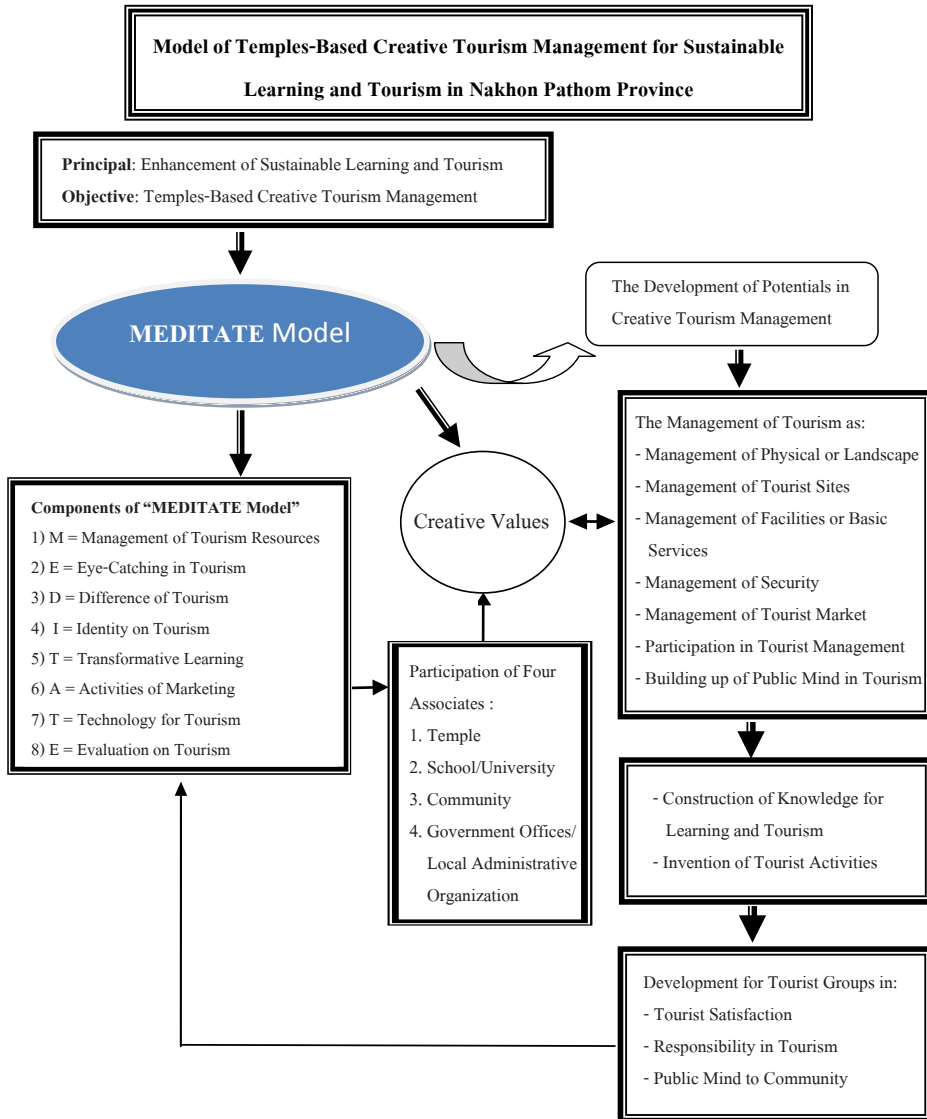 Model of Temples-Based Creative Tourism Management for Sustainable
Learning and Tourism in Nakhon Pathom Province
Principal: Enhancement of Sustainable Learning and Tourism
Objective: Temples-Based Creative Tourism Management
MEDITATE Model
The Development of Potentials in
Creative Tourism Management
The Management of Tourism as:
- Management of Physical or Landscape
- Management of Tourist Sites
- Management of Facilities or Basic
Services
- Management of Security
- Management of Tourist Market
- Participation in Tourist Management
- Building up of Public Mind in Tourism
Creative Values
Components of “MEDITATE Model”
1) M = Management of Tourism Resources
2) E = Eye-Catching in Tourism
3) D = Difference of Tourism
4) I = Identity on Tourism
5) T = Transformative Learning
6) A = Activities of Marketing
7) T = Technology for Tourism
8) E = Evaluation on Tourism
Participation of Four
Associates :
1. Temple
2. School/University
3. Community
4. Government Offices/
Local Administrative
Organization
- Construction of Knowledge for
Learning and Tourism
- Invention of Tourist Activities
Development for Tourist Groups in:
- Tourist Satisfaction
- Responsibility in Tourism
- Public Mind to Community